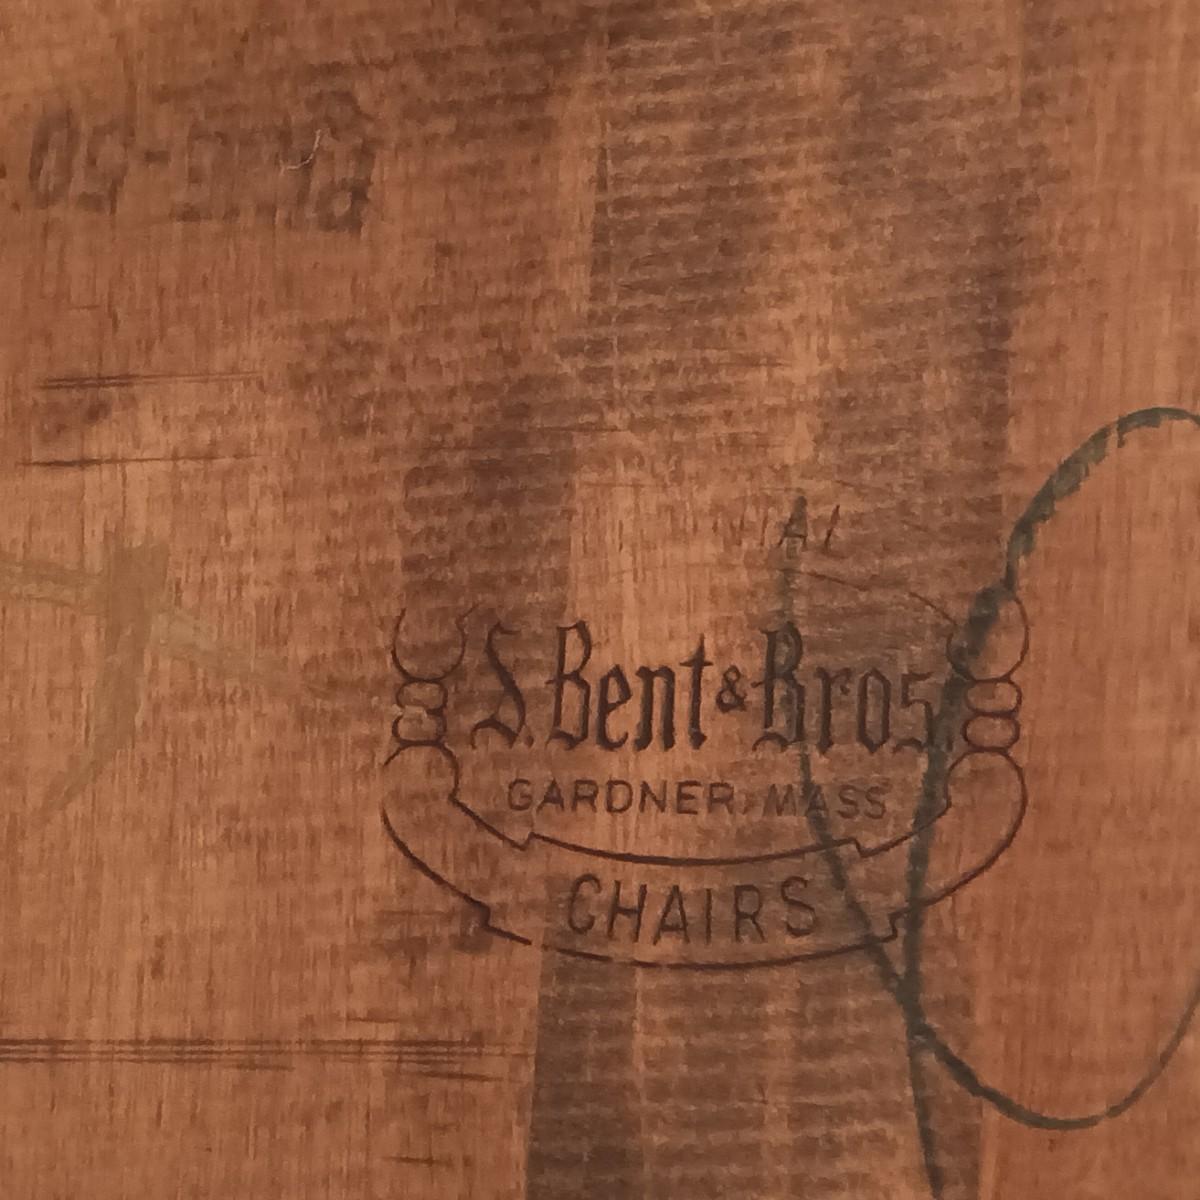 S. Bent & Bros.
GARDNER, MASS
CHAIRS